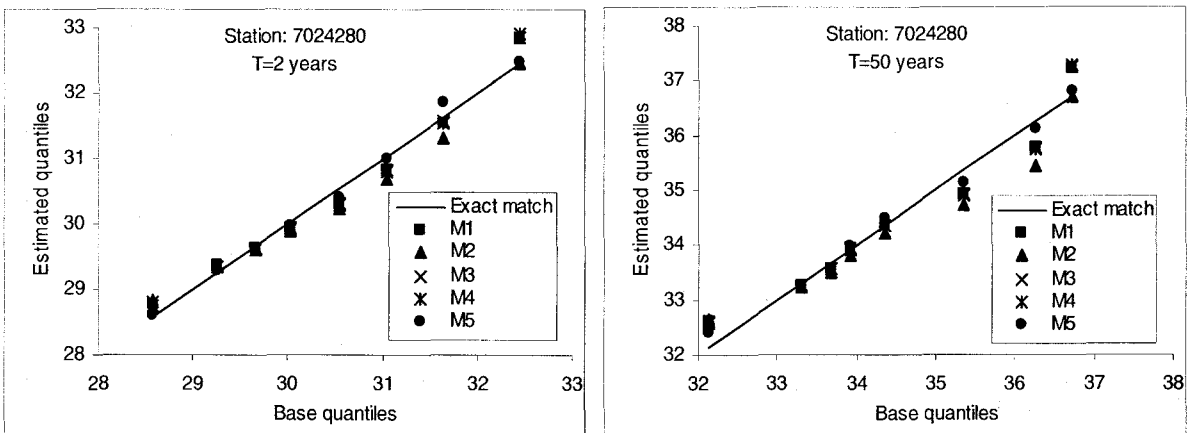 Station: 7024280
T=2 years
33
32
31
30
29
28
Estimated quantiles
Exact match
M1
M2
M3
M4
M5
28
29
30
31
32
33
Base quantiles
Station: 7024280
T=50 years
38
37
36
35
34
33
32
Estimated quantiles
Exact match
M1
M2
M3
M4
M5
32
33
34
35
36
37
38
Base quantiles